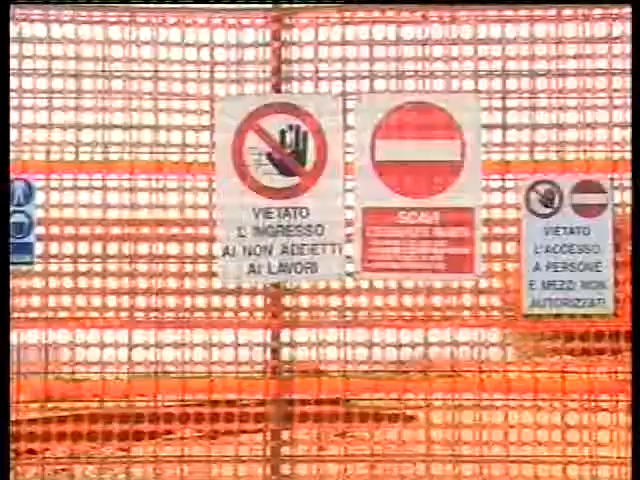 VIETATO
L'INGRESSO
AI NON ADDETTI
AI LAVORI
SCAVI
VIETATO
L'ACCESSO
A PERSONE
E MEZZI NON
AUTORIZZATI